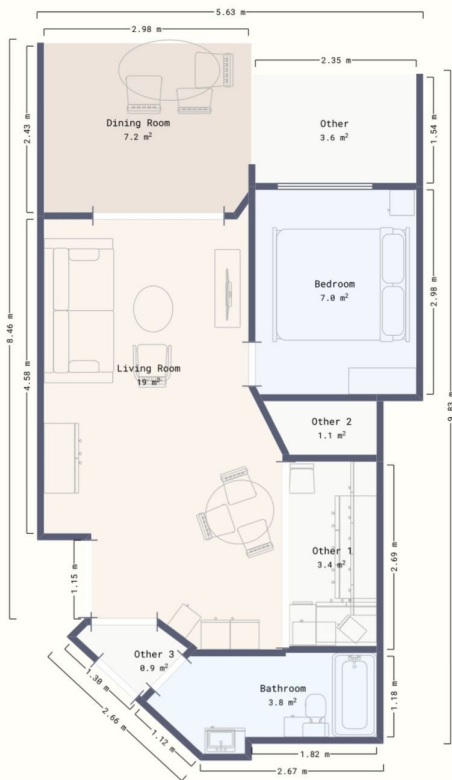 5.63 m
2.98 m
2.35 m
2.43 m
Dining Room
7.2 m²
Other
3.6 m²
1.54 m
Bedroom
7.0 m²
2.98 m
8.46 m
4.58 m
Living Room
19 m²
9.83 m
Other 2
1.1 m²
Other 1
3.4 m²
2.69 m
1.15 m
Other 3
0.9 m²
1.30 m
2.66 m
1.12 m
Bathroom
3.8 m²
1.18 m
1.82 m
2.67 m